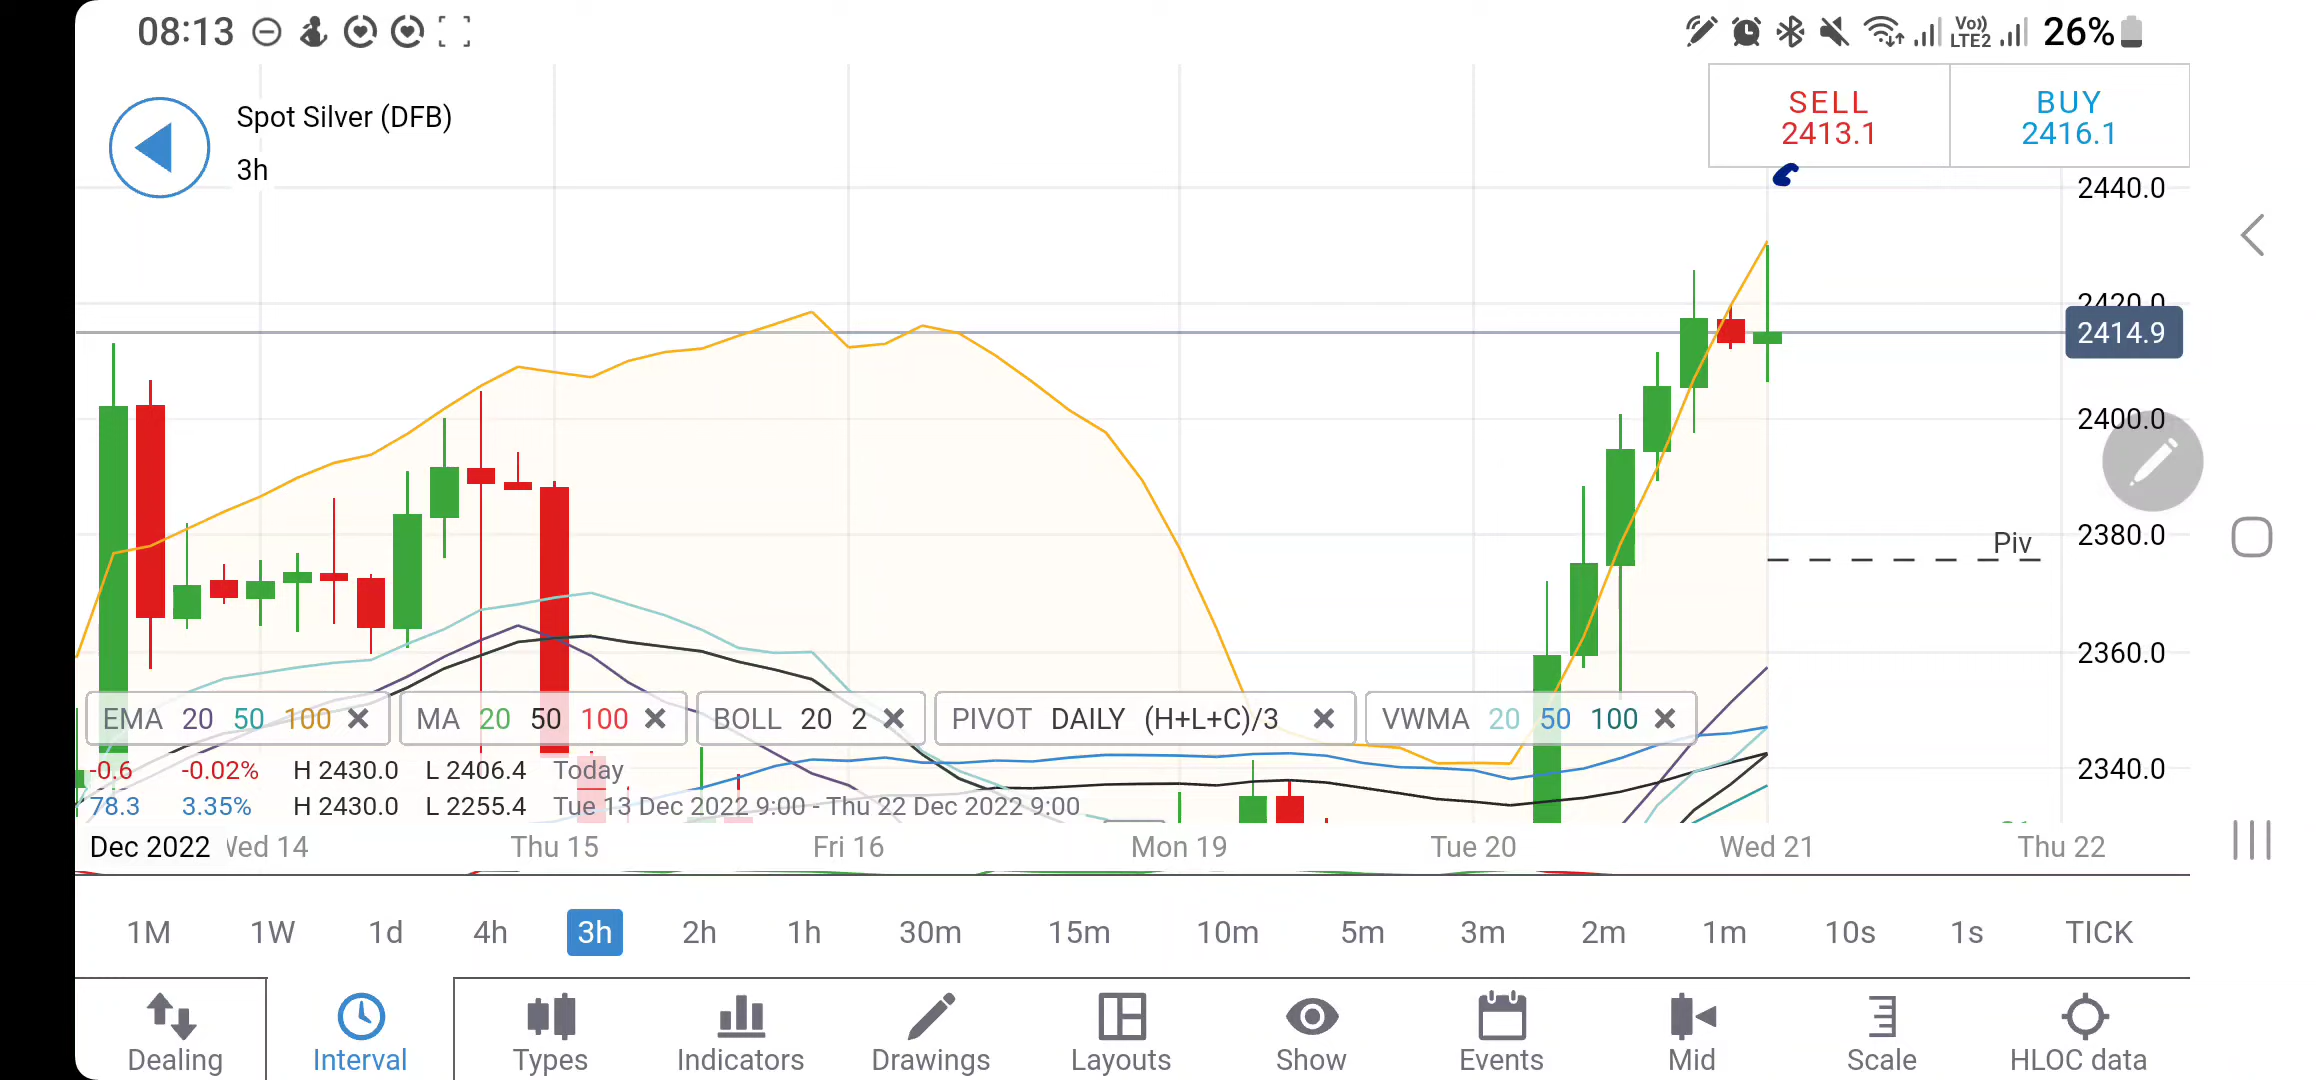 08:13
Vo))
LTE2
26%
Spot Silver (DFB)
3h
SELL
2413.1
BUY
2416.1
2440.0
2420.0
2414.9
2400.0
2380.0
Piv
2360.0
2340.0
EMA 20 50 100
MA 20 50 100
BOLL 20 2
PIVOT DAILY (H+L+C)/3
VWMA 20 50 100
-0.6 -0.02% H 2430.0 L 2406.4 Today
78.3 3.35% H 2430.0 L 2255.4 Tue 13 Dec 2022 9:00 - Thu 22 Dec 2022 9:00
Dec 2022 Wed 14 Thu 15 Fri 16 Mon 19 Tue 20 Wed 21 Thu 22
1M 1W 1d 4h 3h 2h 1h 30m 15m 10m 5m 3m 2m 1m 10s 1s TICK
Dealing Interval Types Indicators Drawings Layouts Show Events Mid Scale HLOC data